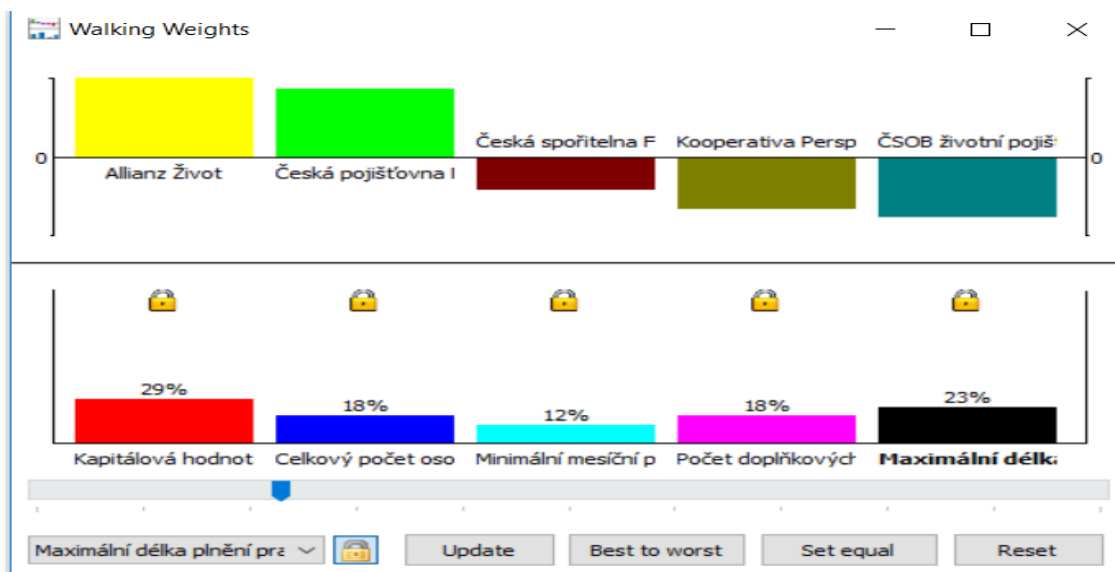 Walking Weights
Česká spořitelna F Kooperativa Persp ČSOB životní pojiš
0 0
Allianz Život Česká pojišťovna I
29% 18% 12% 18% 23%
Kapitálová hodnot Celkový počet oso Minimální mesíční p Počet doplňkových Maximální délka
Maximální délka plnění pra
Update Best to worst Set equal Reset